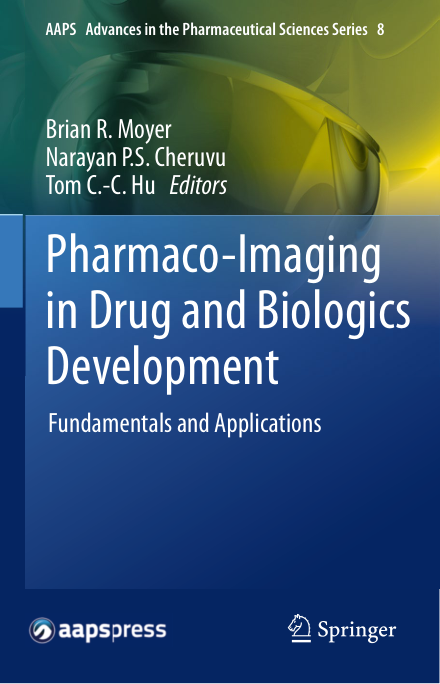 AAPS Advances in the Pharmaceutical Sciences Series 8
Brian R. Moyer
Narayan P.S. Cheruvu
Tom C.-C. Hu Editors
Pharmaco-Imaging
in Drug and Biologics
Development
Fundamentals and Applications
aapspress
Springer